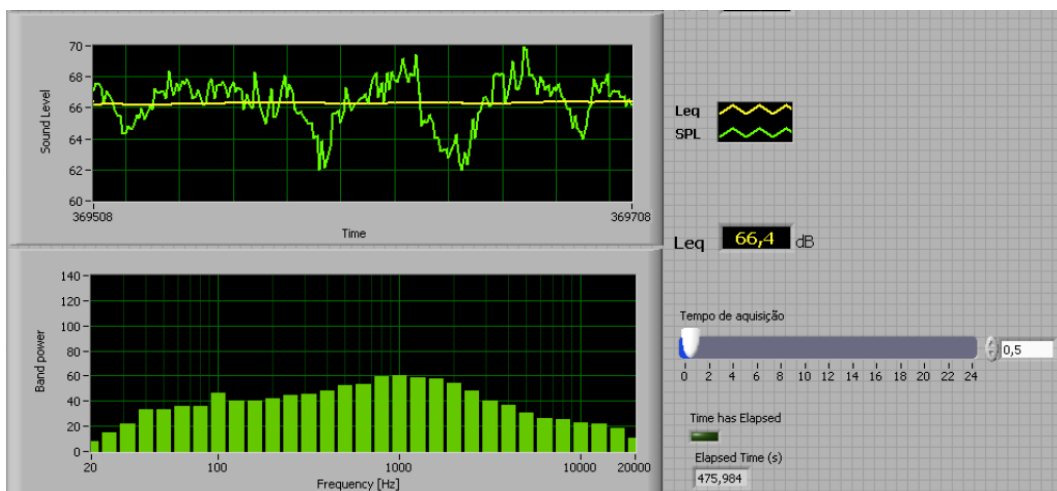 70
68
66
64
62
60
Sound Level
369508
369708
Time
Leq
SPL
Leq 66,4 dB
140
120
100
80
60
40
20
0
Band power
20 100 1000 10000 20000
Frequency [Hz]
Tempo de aquisição
0,5
0 2 4 6 8 10 12 14 16 18 20 22 24
Time has Elapsed
Elapsed Time (s)
475,984